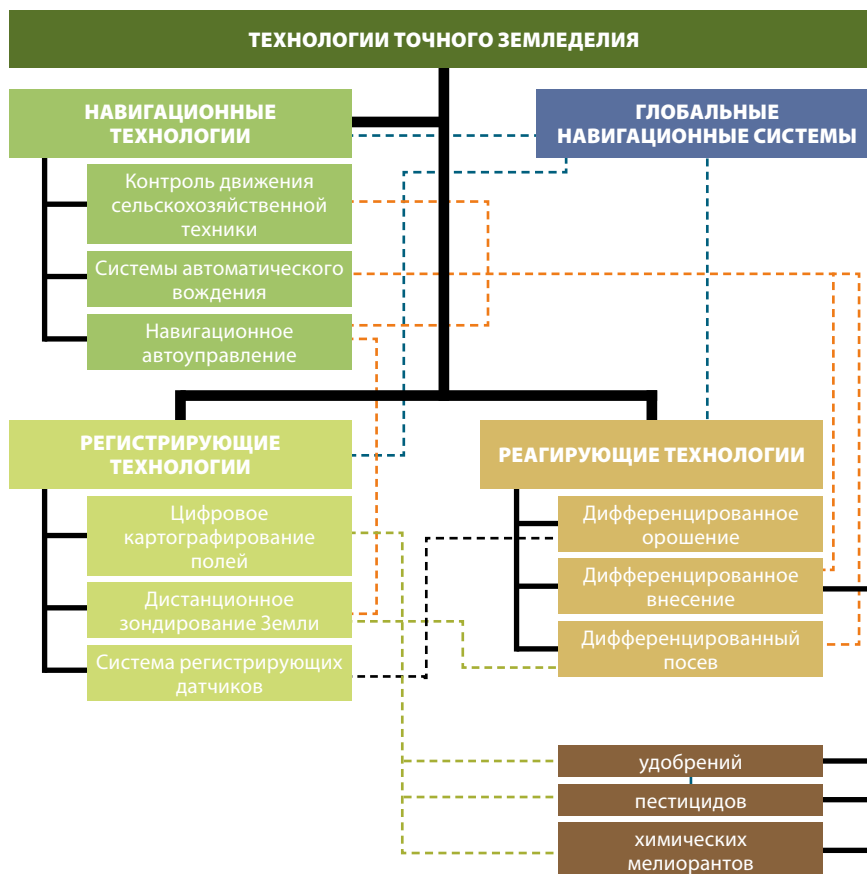 ТЕХНОЛОГИИ ТОЧНОГО ЗЕМЛЕДЕЛИЯ
НАВИГАЦИОННЫЕ
ТЕХНОЛОГИИ
ГЛОБАЛЬНЫЕ
НАВИГАЦИОННЫЕ СИСТЕМЫ
Контроль движения
сельскохозяйственной
техники
Системы автоматического
вождения
Навигационное
автоуправление
РЕГИСТРИРУЮЩИЕ
ТЕХНОЛОГИИ
РЕАГИРУЮЩИЕ ТЕХНОЛОГИИ
Цифровое
картографирование
полей
Дистанционное
зондирование Земли
Система регистрирующих
датчиков
Дифференцированное
орошение
Дифференцированное
внесение
Дифференцированный
посев
удобрений
пестицидов
химических
мелиорантов